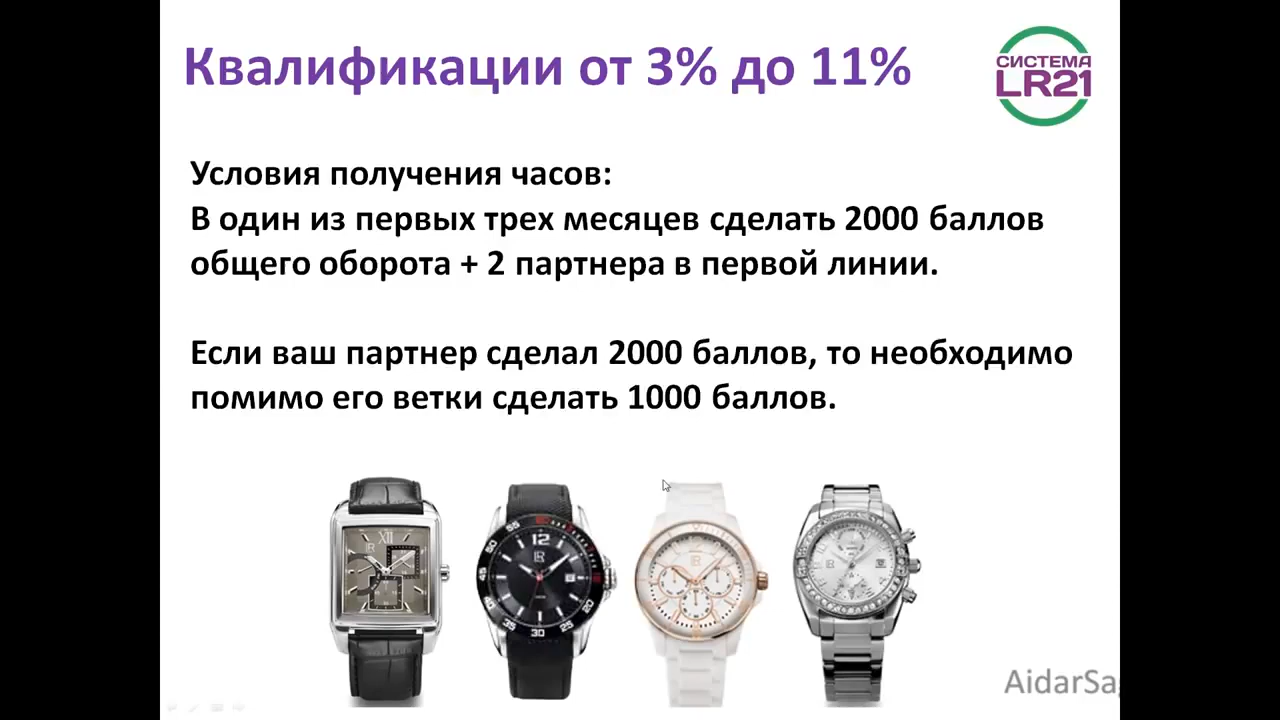 Квалификации от 3% до 11%
СИСТЕМА
LR21
Условия получения часов:
В один из первых трех месяцев сделать 2000 баллов
общего оборота + 2 партнера в первой линии.
Если ваш партнер сделал 2000 баллов, то необходимо
помимо его ветки сделать 1000 баллов.
AidarSa